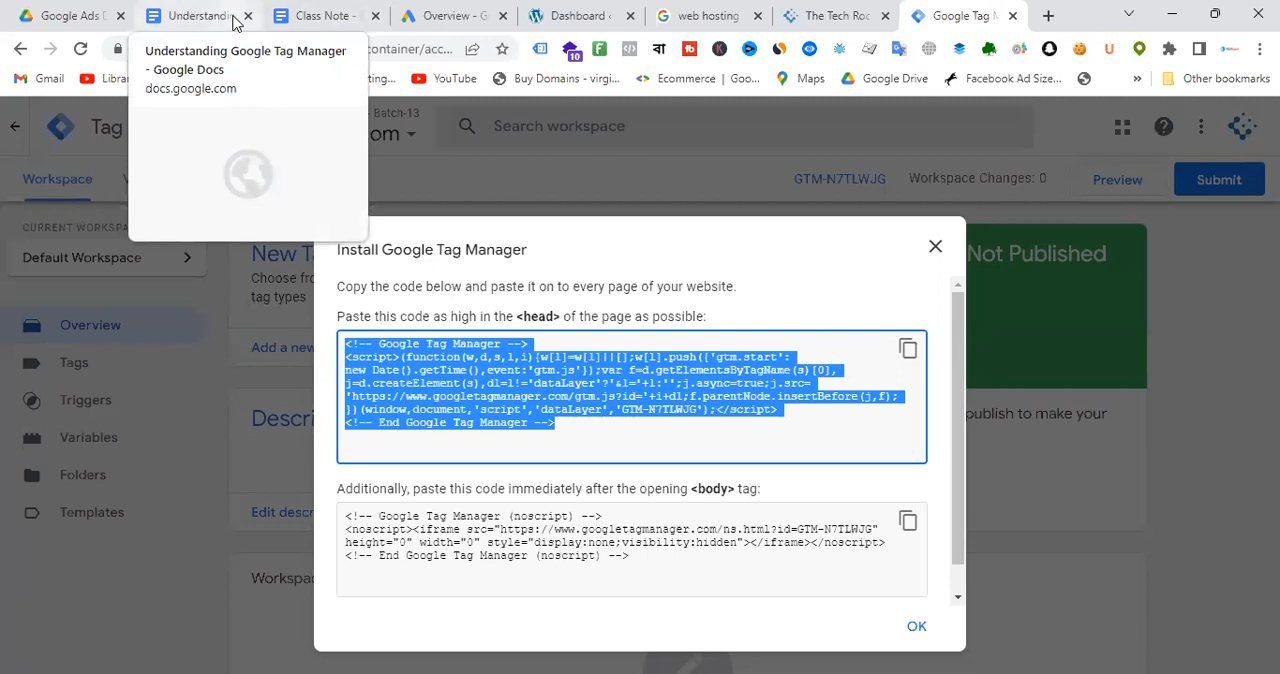 Google Ads D
Understandin
Class Note -
Overview - G
Dashboard ‹
web hosting
The Tech Roc
Google Tag M
Understanding Google Tag Manager
- Google Docs
docs.google.com
container/acc...
10
বা
Gmail
Librar
ting...
YouTube
Buy Domains - virgi...
Ecommerce | Goo...
Maps
Google Drive
Facebook Ad Size...
»
Other bookmarks
Tag
- Batch-13
om
Search workspace
Workspace
V
GTM-N7TLWJG
Workspace Changes: 0
Preview
Submit
CURRENT WORKSPA
Default Workspace
Overview
Tags
Triggers
Variables
Folders
Templates
New T
Choose fro
tag types
Add a new
Descri
Edit descr
Workspa
Not Published
publish to make your
Install Google Tag Manager
Copy the code below and paste it on to every page of your website.
Paste this code as high in the <head> of the page as possible:
<!-- Google Tag Manager -->
<script>(function(w,d,s,l,i){w[l]=w[l]||[];w[l].push({'gtm.start':
new Date().getTime(),event:'gtm.js'});var f=d.getElementsByTagName(s)[0],
j=d.createElement(s),dl=l!='dataLayer'?'&l='+l:'';j.async=true;j.src=
'https://www.googletagmanager.com/gtm.js?id='+i+dl;f.parentNode.insertBefore(j,f);
})(window,document,'script','dataLayer','GTM-N7TLWJG');</script>
<!-- End Google Tag Manager -->
Additionally, paste this code immediately after the opening <body> tag:
<!-- Google Tag Manager (noscript) -->
<noscript><iframe src="https://www.googletagmanager.com/ns.html?id=GTM-N7TLWJG"
height="0" width="0" style="display:none;visibility:hidden"></iframe></noscript>
<!-- End Google Tag Manager (noscript) -->
OK